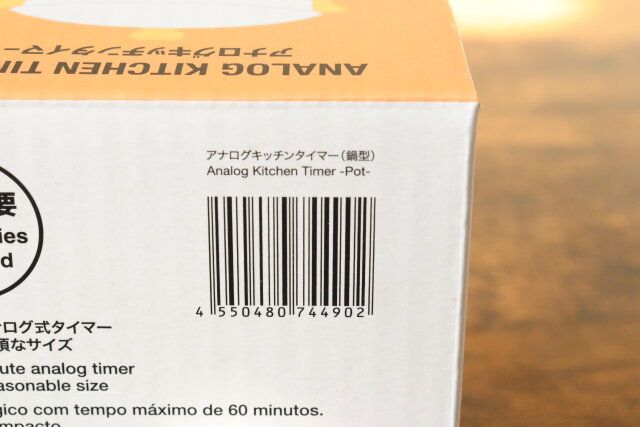 ANALOG KITCHEN TIM
アナログキッチンタイマー
アナログキッチンタイマー（鍋型）
Analog Kitchen Timer -Pot-
4 550480 744902
要
ies
d
ログ式タイマー
なサイズ
ute analog timer
asonable size
gico com tempo máximo de 60 minutos.
mpacto